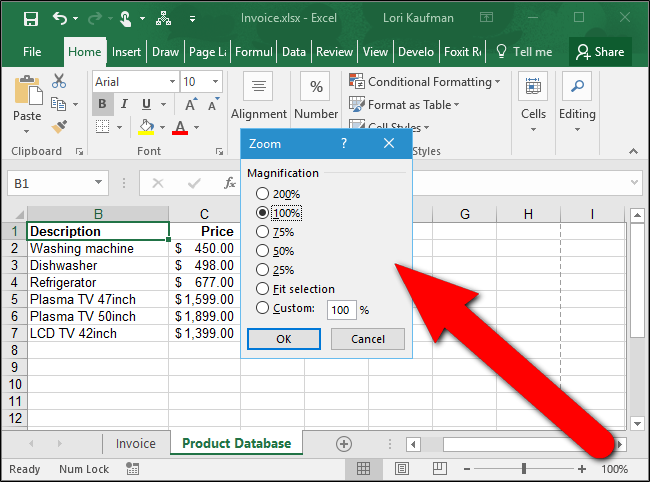 Invoice.xlsx - Excel Lori Kaufman
File Home Insert Draw Page La Formul Data Review View Develo Foxit Re Tell me Share
Paste
Clipboard
Arial 10
B I U A A
Font
Alignment
%
Number
Conditional Formatting
Format as Table
Cell Styles
Styles
Cells
Editing
B1 fx
B C G H I
1 Description Price
2 Washing machine $ 450.00
3 Dishwasher $ 498.00
4 Refrigerator $ 677.00
5 Plasma TV 47inch $ 1,599.00
6 Plasma TV 50inch $ 1,899.00
7 LCD TV 42inch $ 1,399.00
8
9
10
11
12
Zoom ?
Magnification
200%
100%
75%
50%
25%
Fit selection
Custom: 100 %
OK Cancel
Invoice Product Database
Ready Num Lock 100%